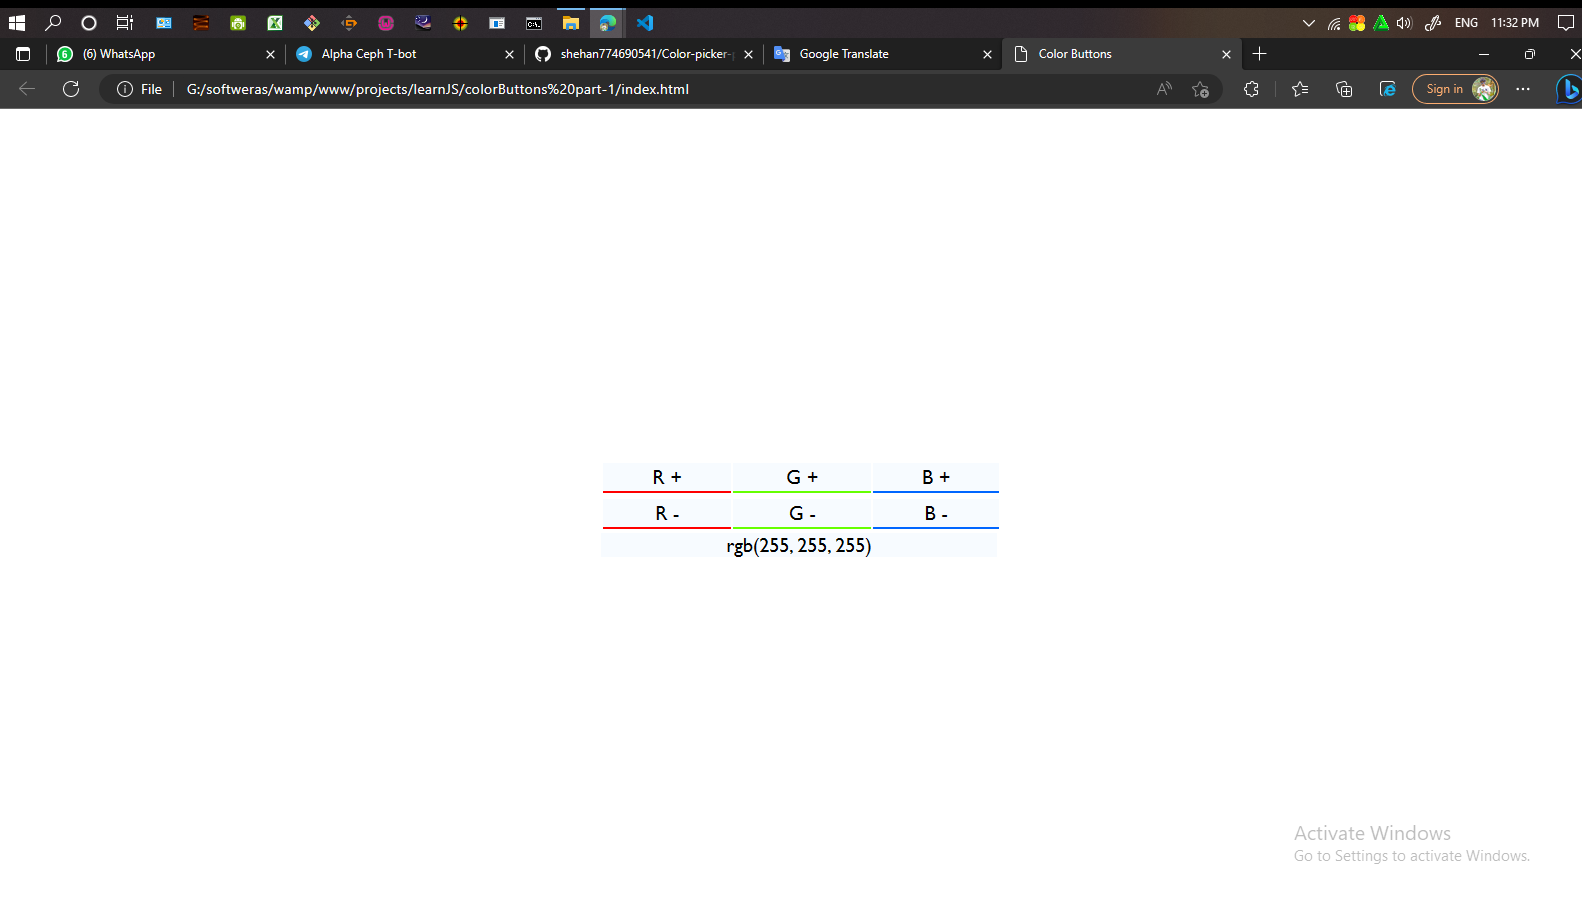 ENG 11:32 PM
6 (6) WhatsApp
Alpha Ceph T-bot
shehan774690541/Color-picker-
Google Translate
Color Buttons
File G:/softweras/wamp/www/projects/learnJS/colorButtons%20part-1/index.html
Sign in
R + G + B +
R - G - B -
rgb(255, 255, 255)
Activate Windows
Go to Settings to activate Windows.